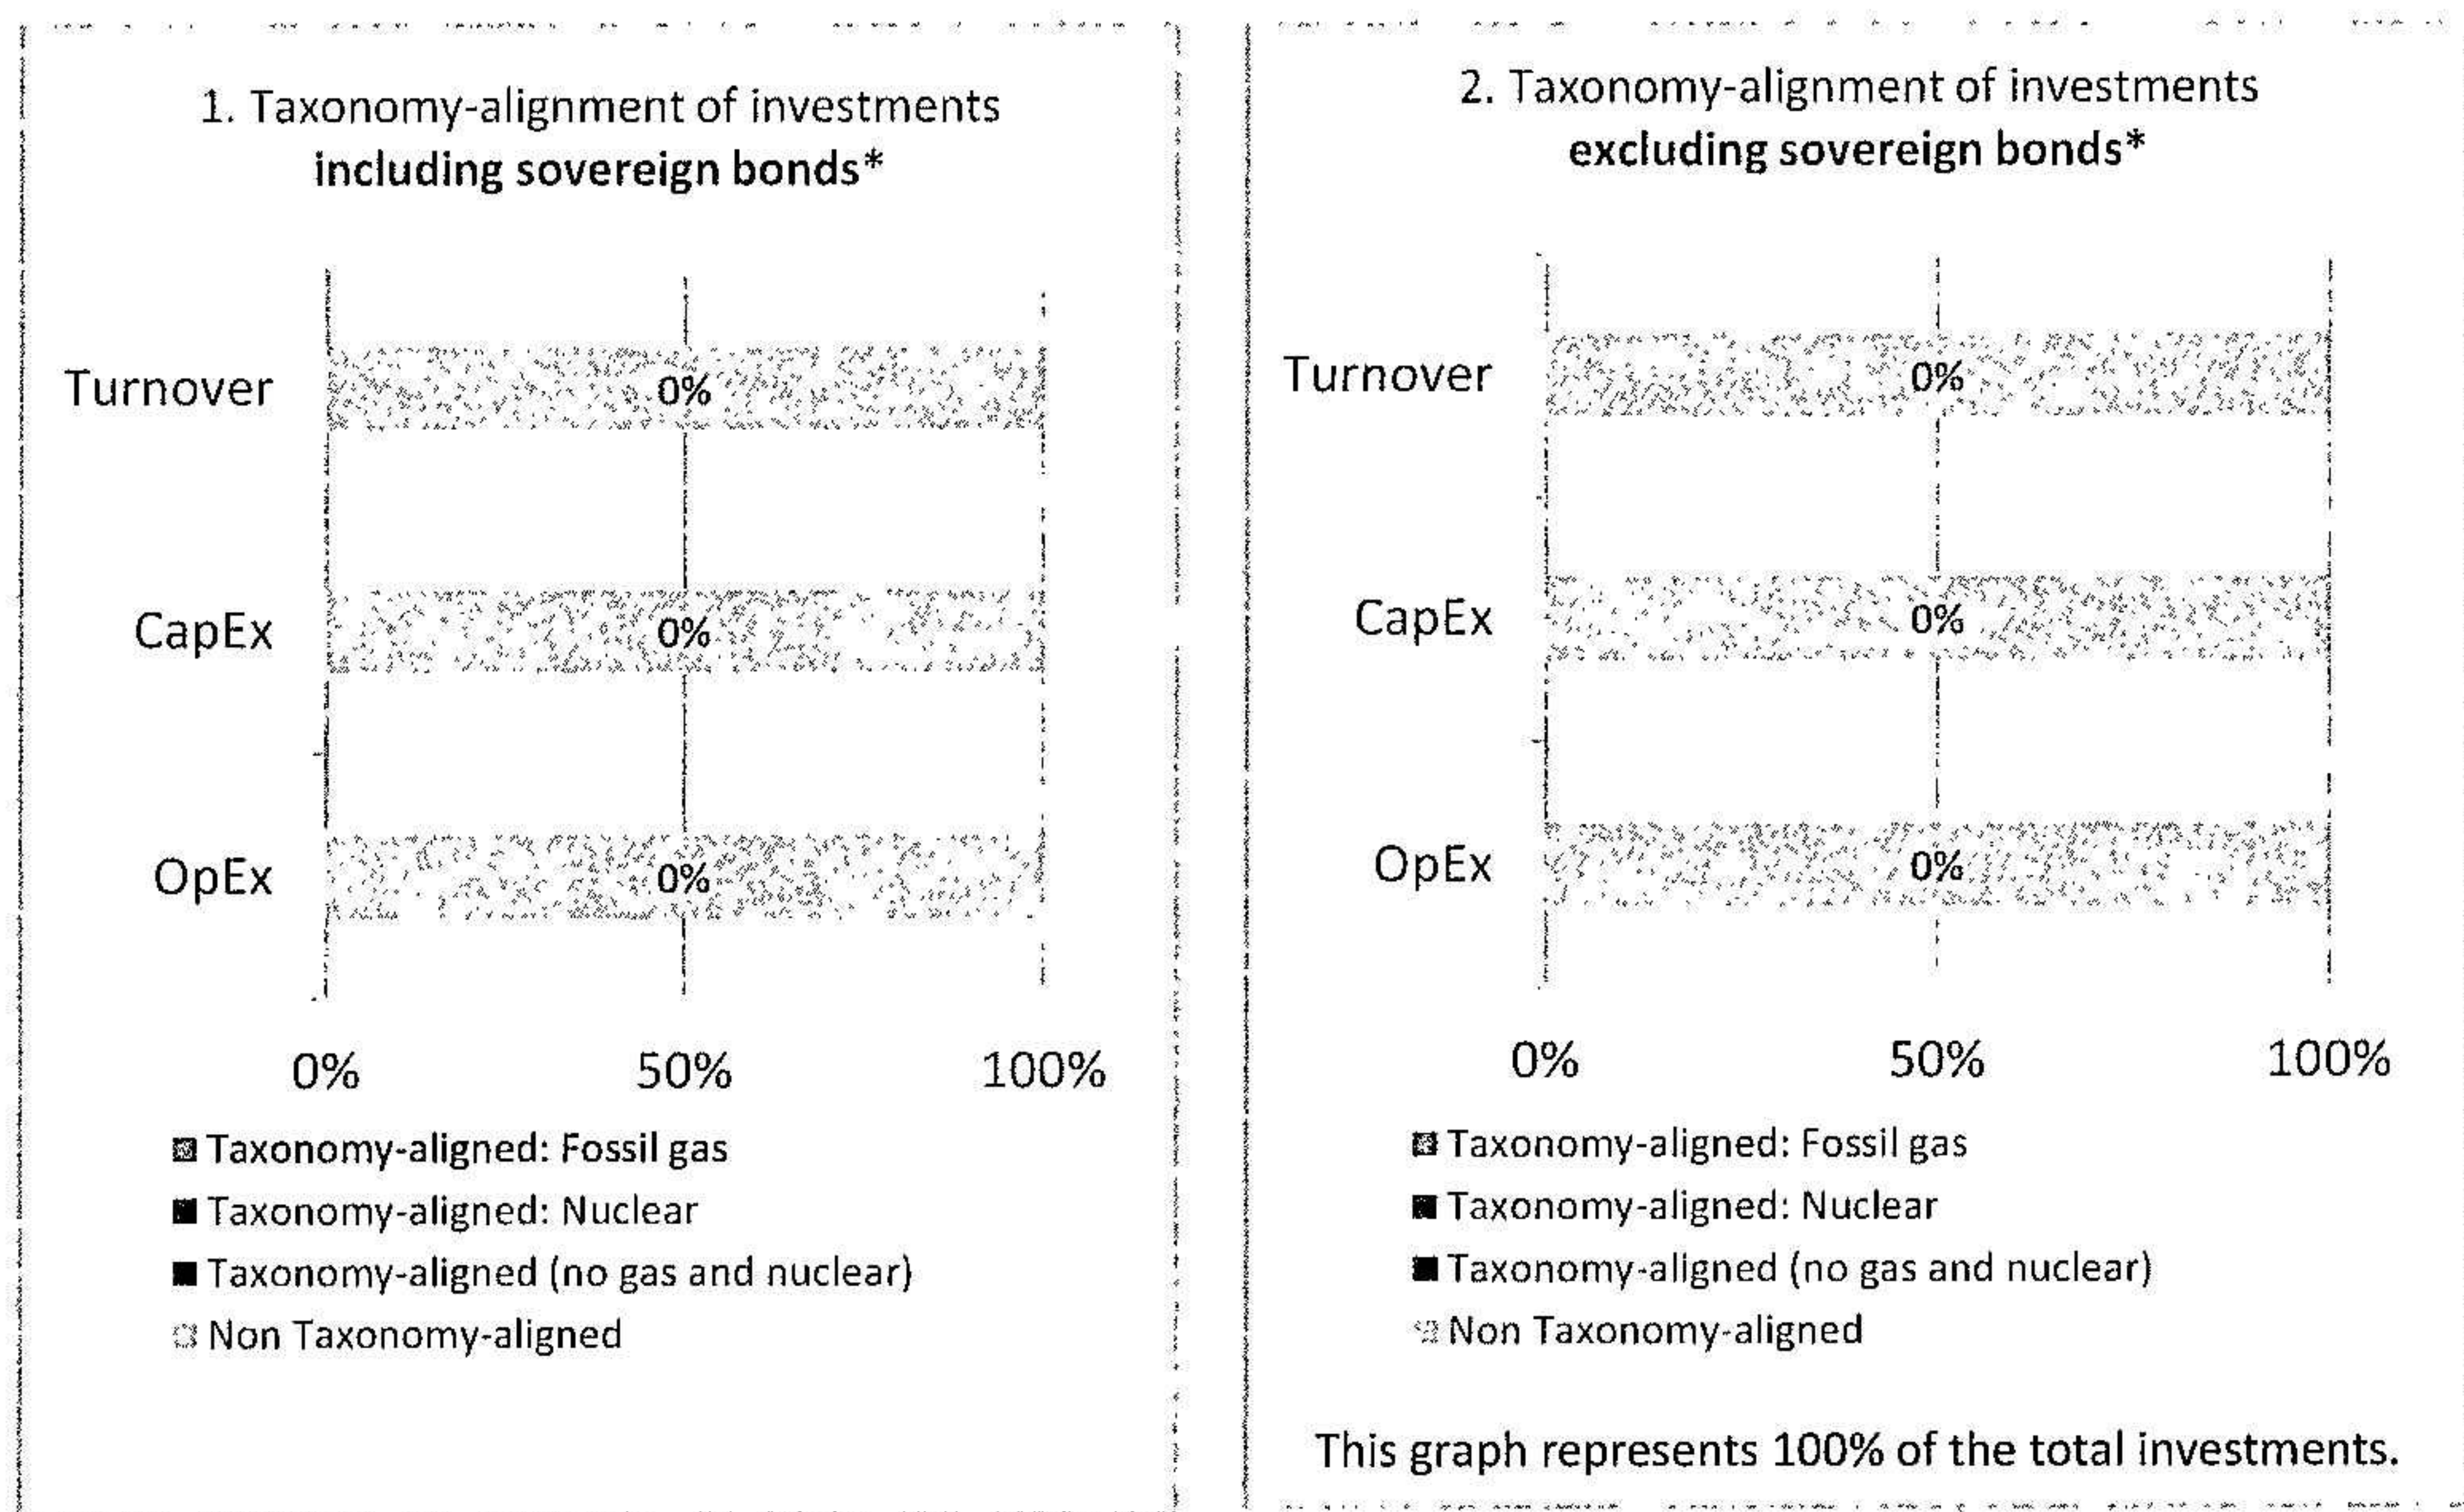 1. Taxonomy-alignment of investments
including sovereign bonds*
Turnover
0%
CapEx
0%
OpEx
0%
0%
50%
100%
Taxonomy-aligned: Fossil gas
Taxonomy-aligned: Nuclear
Taxonomy-aligned (no gas and nuclear)
Non Taxonomy-aligned
2. Taxonomy-alignment of investments
excluding sovereign bonds*
Turnover
0%
CapEx
0%
OpEx
0%
0%
50%
100%
Taxonomy-aligned: Fossil gas
Taxonomy-aligned: Nuclear
Taxonomy-aligned (no gas and nuclear)
Non Taxonomy-aligned
This graph represents 100% of the total investments.